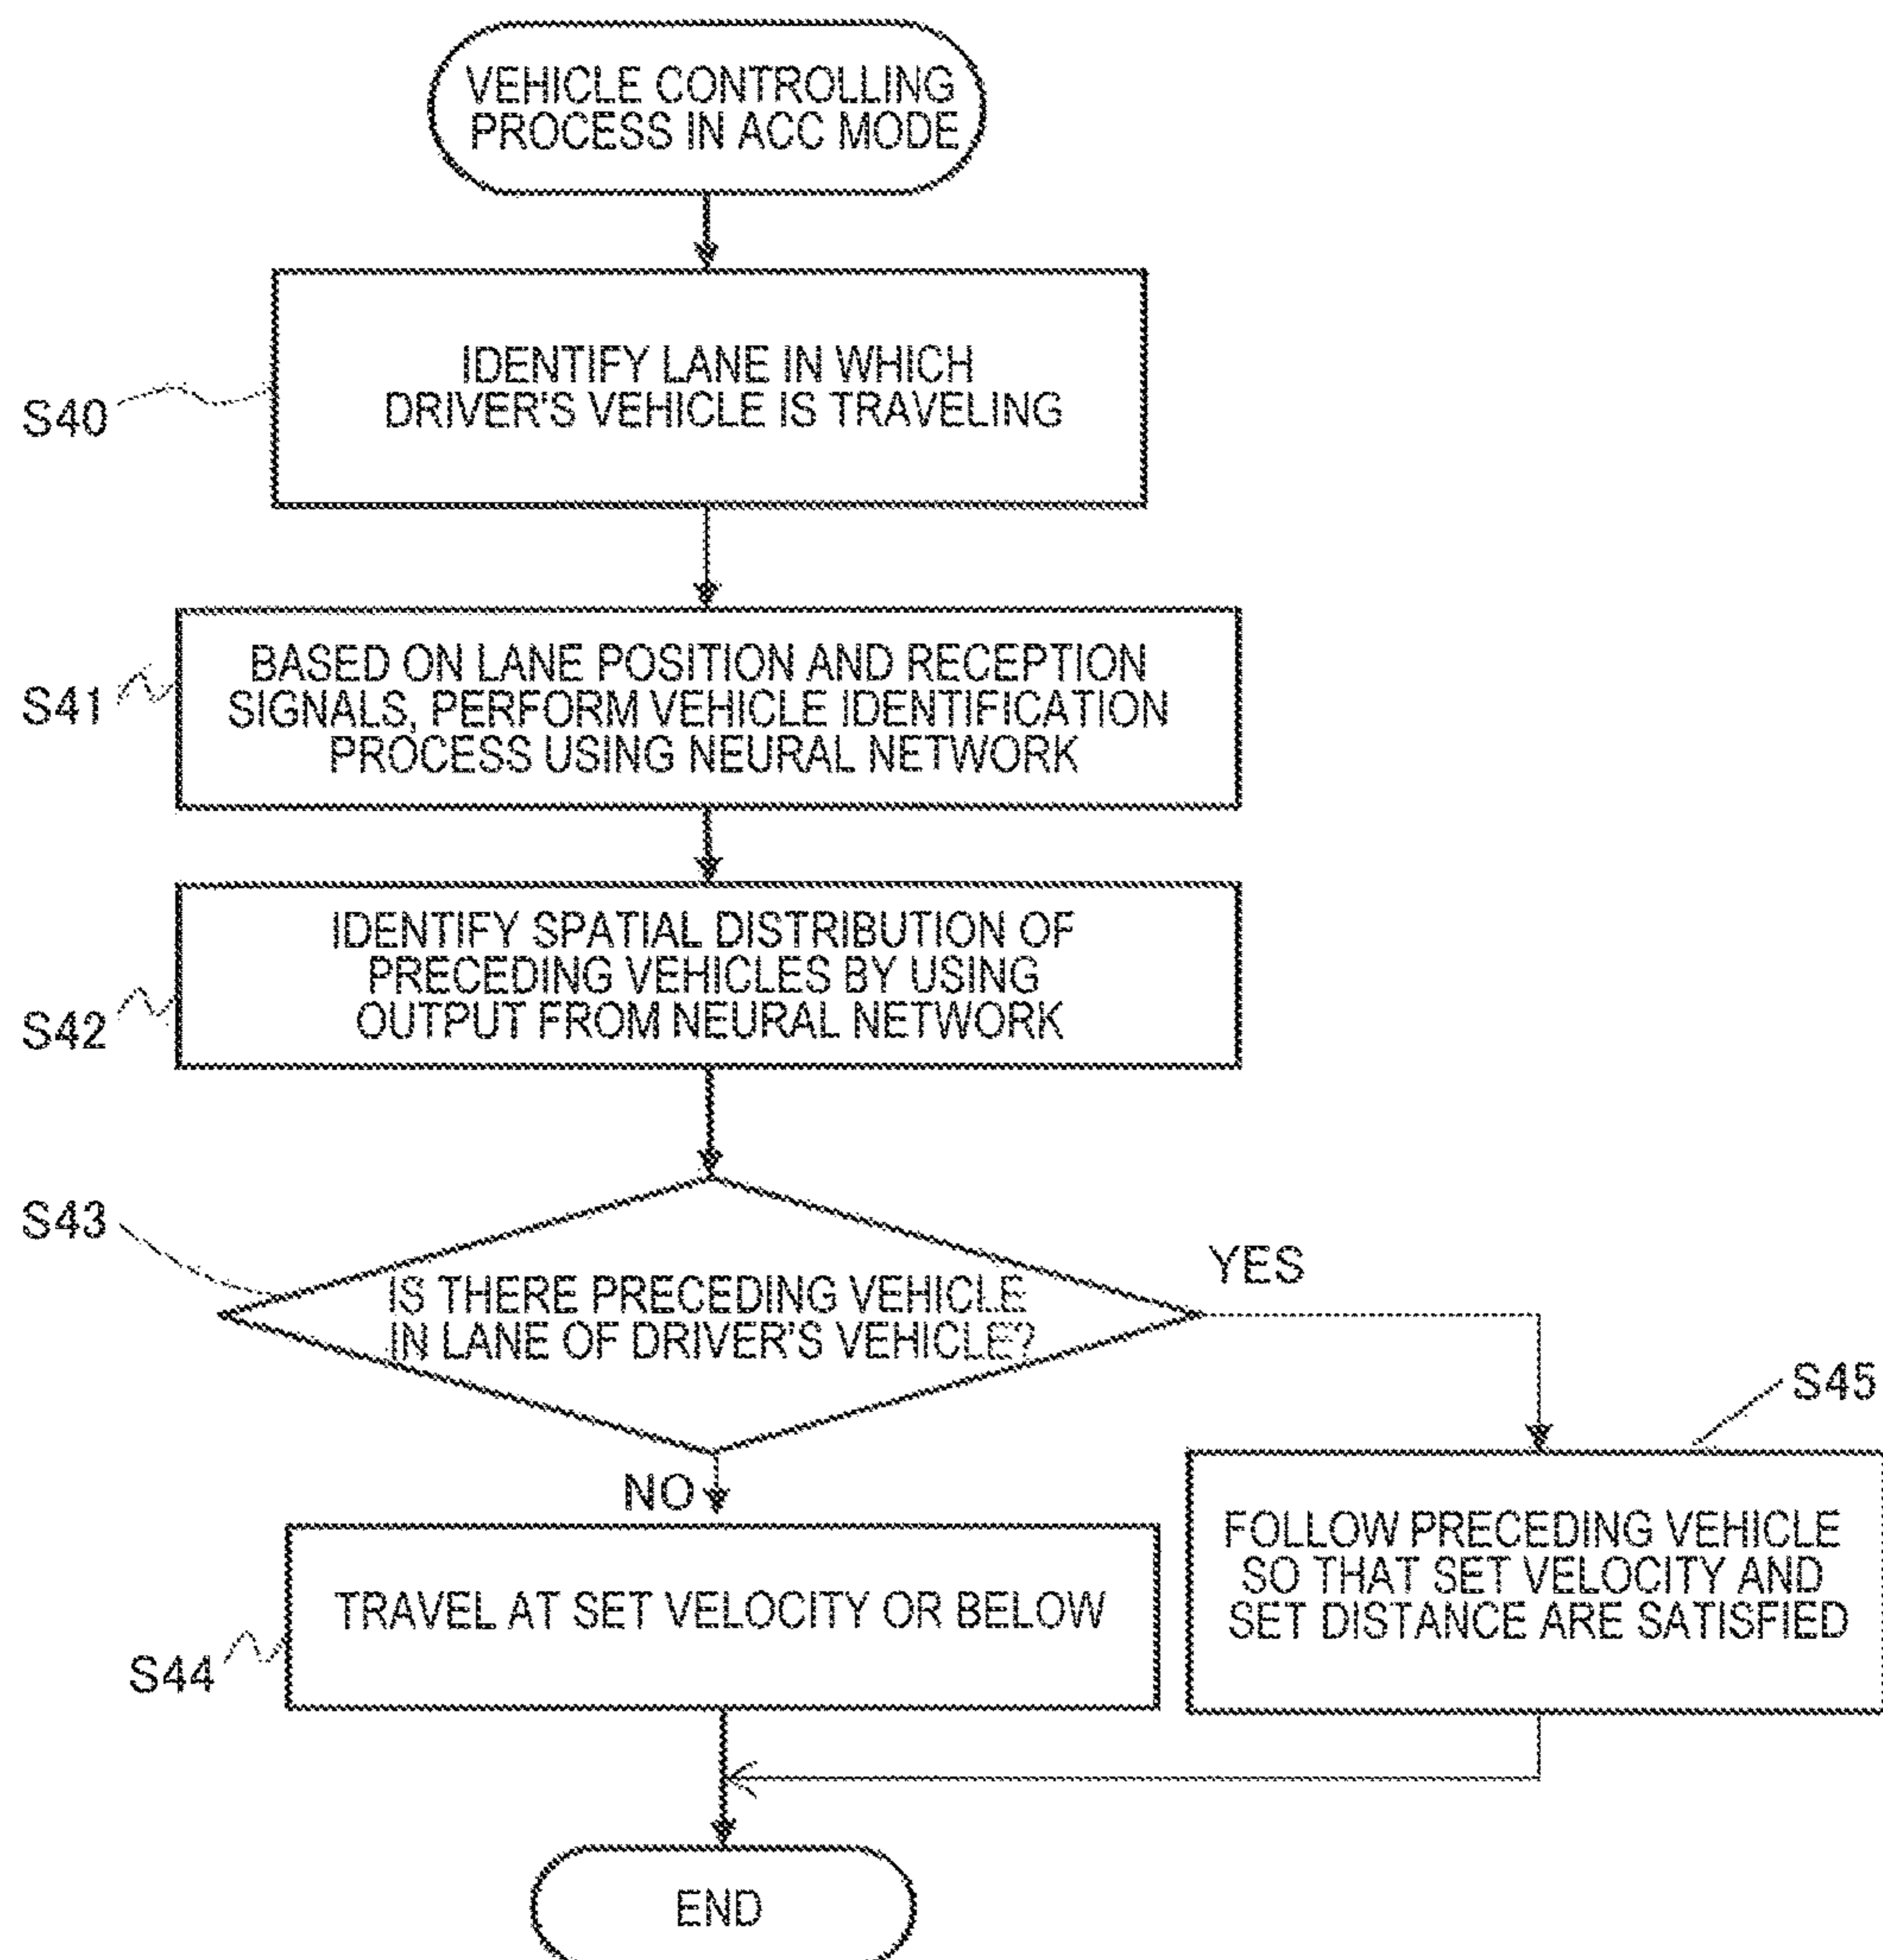 VEHICLE CONTROLLING
PROCESS IN ACC MODE
S40
IDENTIFY LANE IN WHICH
DRIVER'S VEHICLE IS TRAVELING
S41
BASED ON LANE POSITION AND RECEPTION
SIGNALS, PERFORM VEHICLE IDENTIFICATION
PROCESS USING NEURAL NETWORK
S42
IDENTIFY SPATIAL DISTRIBUTION OF
PRECEDING VEHICLES BY USING
OUTPUT FROM NEURAL NETWORK
S43
IS THERE PRECEDING VEHICLE
IN LANE OF DRIVER'S VEHICLE?
YES
NO
S44
TRAVEL AT SET VELOCITY OR BELOW
S45
FOLLOW PRECEDING VEHICLE
SO THAT SET VELOCITY AND
SET DISTANCE ARE SATISFIED
END